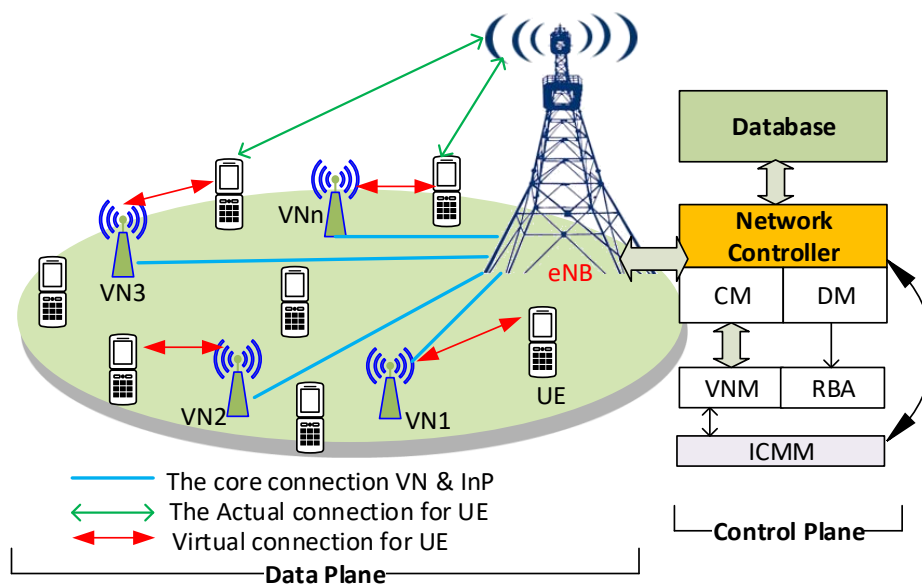 Database
Network
Controller
eNB
CM
DM
VNn
VN3
VN2
VN1
UE
VNM
RBA
ICMM
The core connection VN & InP
The Actual connection for UE
Virtual connection for UE
Data Plane
Control Plane